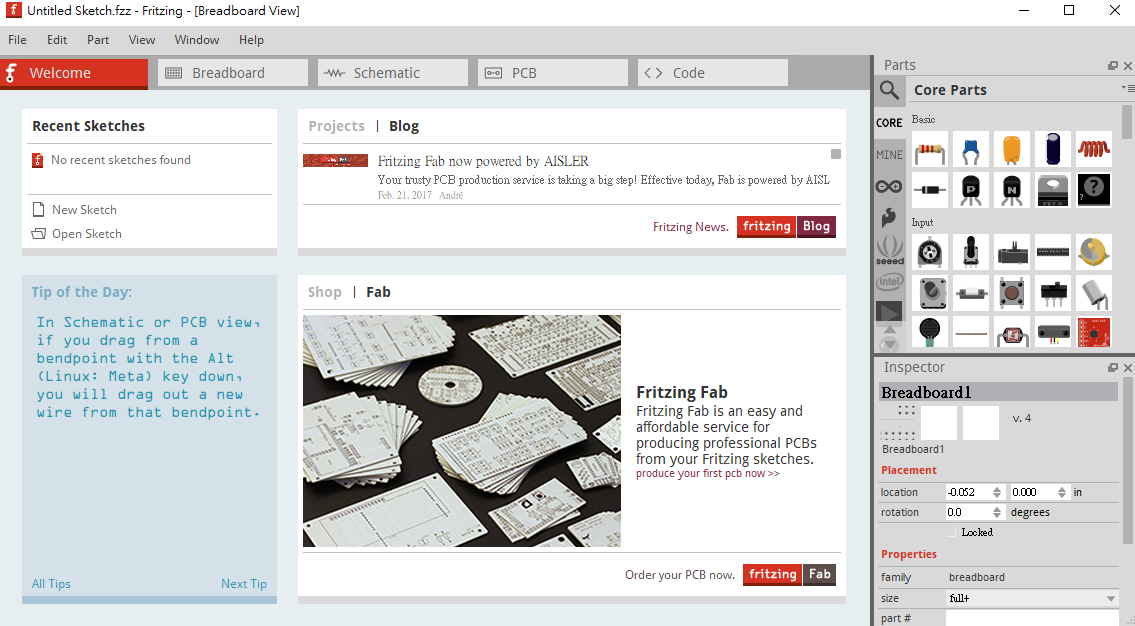 Untitled Sketch.fzz - Fritzing - [Breadboard View]
File Edit Part View Window Help
Welcome
Breadboard
Schematic
PCB
Code
Recent Sketches
No recent sketches found
New Sketch
Open Sketch
Projects | Blog
Fritzing Fab now powered by AISLER
Your trusty PCB production service is taking a big step! Effective today, Fab is powered by AISL
Feb. 21, 2017 André
Fritzing News. fritzing Blog
Tip of the Day:
In Schematic or PCB view,
if you drag from a
bendpoint with the Alt
(Linux: Meta) key down,
you will drag out a new
wire from that bendpoint.
All Tips
Next Tip
Shop | Fab
Fritzing Fab
Fritzing Fab is an easy and
affordable service for
producing professional PCBs
from your Fritzing sketches.
produce your first pcb now >>
Order your PCB now. fritzing Fab
Parts
Core Parts
CORE
MINE
seeed
intel
Basic
P
N
?
Input
Inspector
Breadboard1
v. 4
Breadboard1
Placement
location -0.052 0.000 in
rotation 0.0 degrees
Locked
Properties
family breadboard
size full+
part #